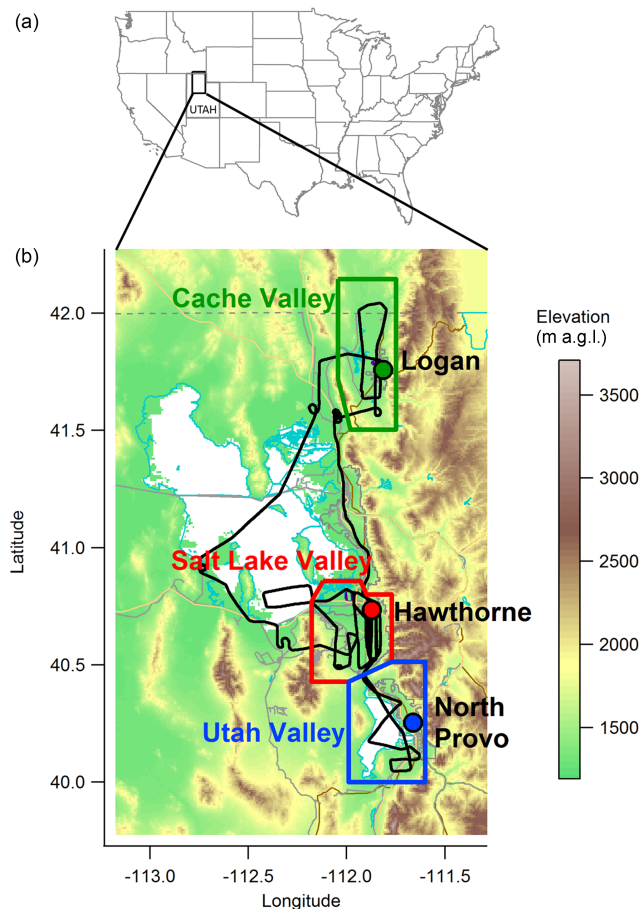 (a)
UTAH
(b)
Cache Valley
Logan
Salt Lake Valley
Hawthorne
Utah Valley
North
Provo
42.0
41.5
41.0
40.5
40.0
Latitude
-113.0
-112.5
-112.0
-111.5
Longitude
Elevation
(m a.g.l.)
3500
3000
2500
2000
1500